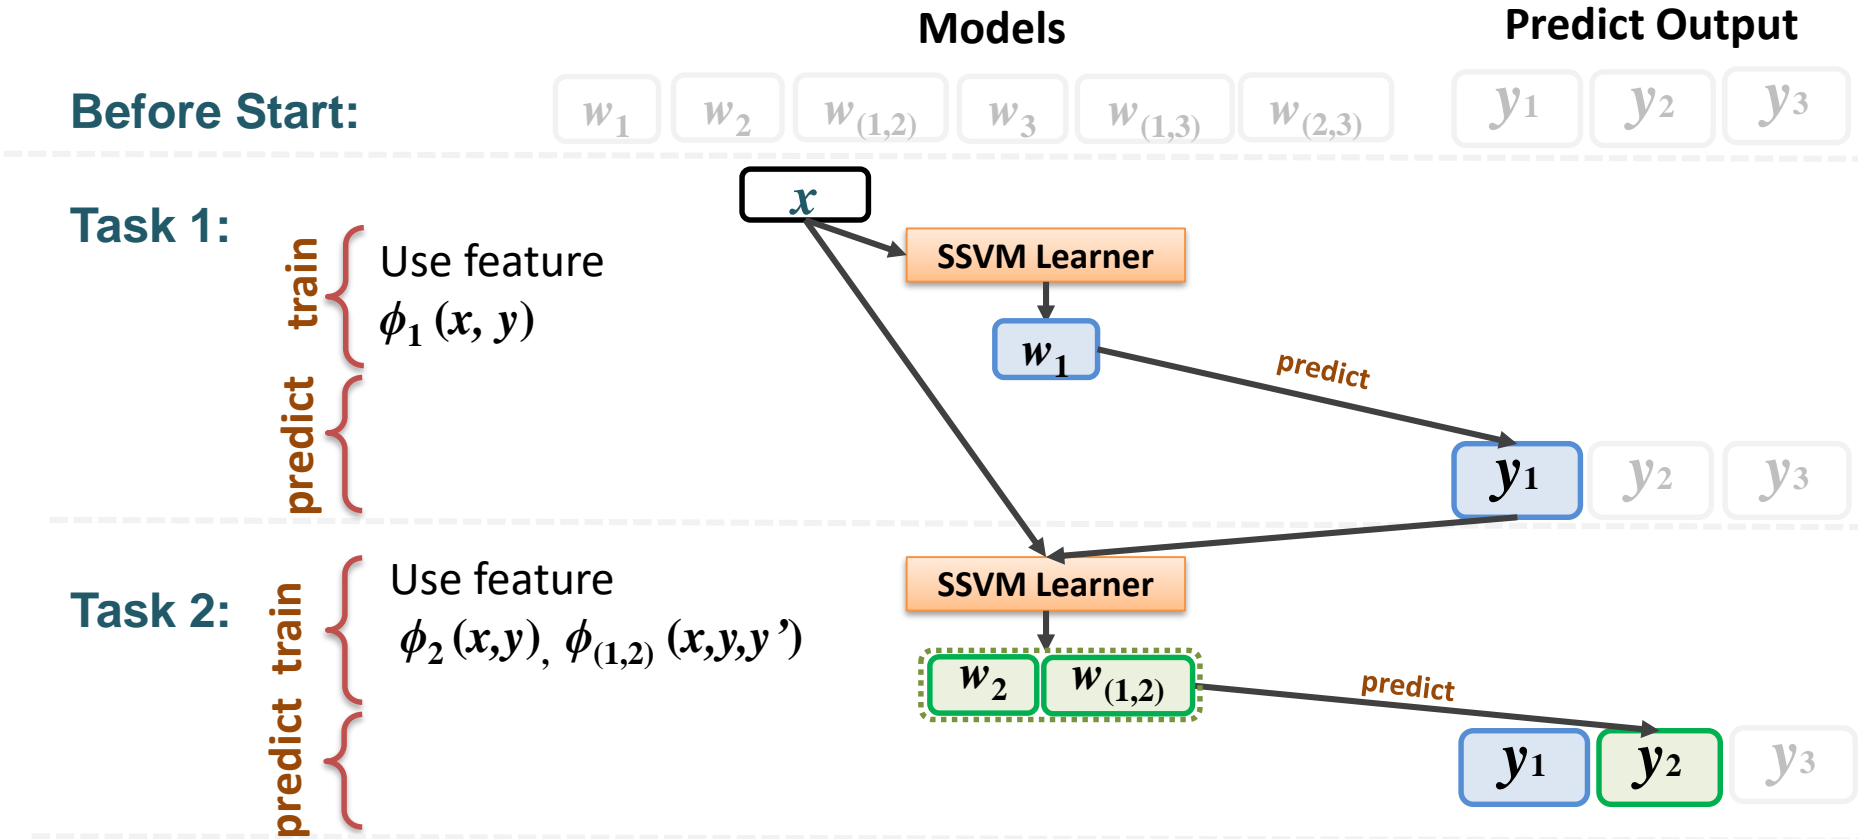 Models
Predict Output
Before Start:
w1 w2 w(1,2) w3 w(1,3) w(2,3) y1 y2 y3
x
Task 1:
train
Use feature
ϕ1 (x, y)
SSVM Learner
w1
predict
predict
y1 y2 y3
Task 2:
train
Use feature
ϕ2 (x,y), ϕ(1,2) (x,y,y’)
SSVM Learner
w2 w(1,2)
predict
predict
y1 y2 y3